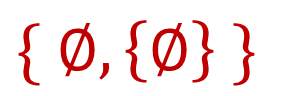 { ∅, {∅} }